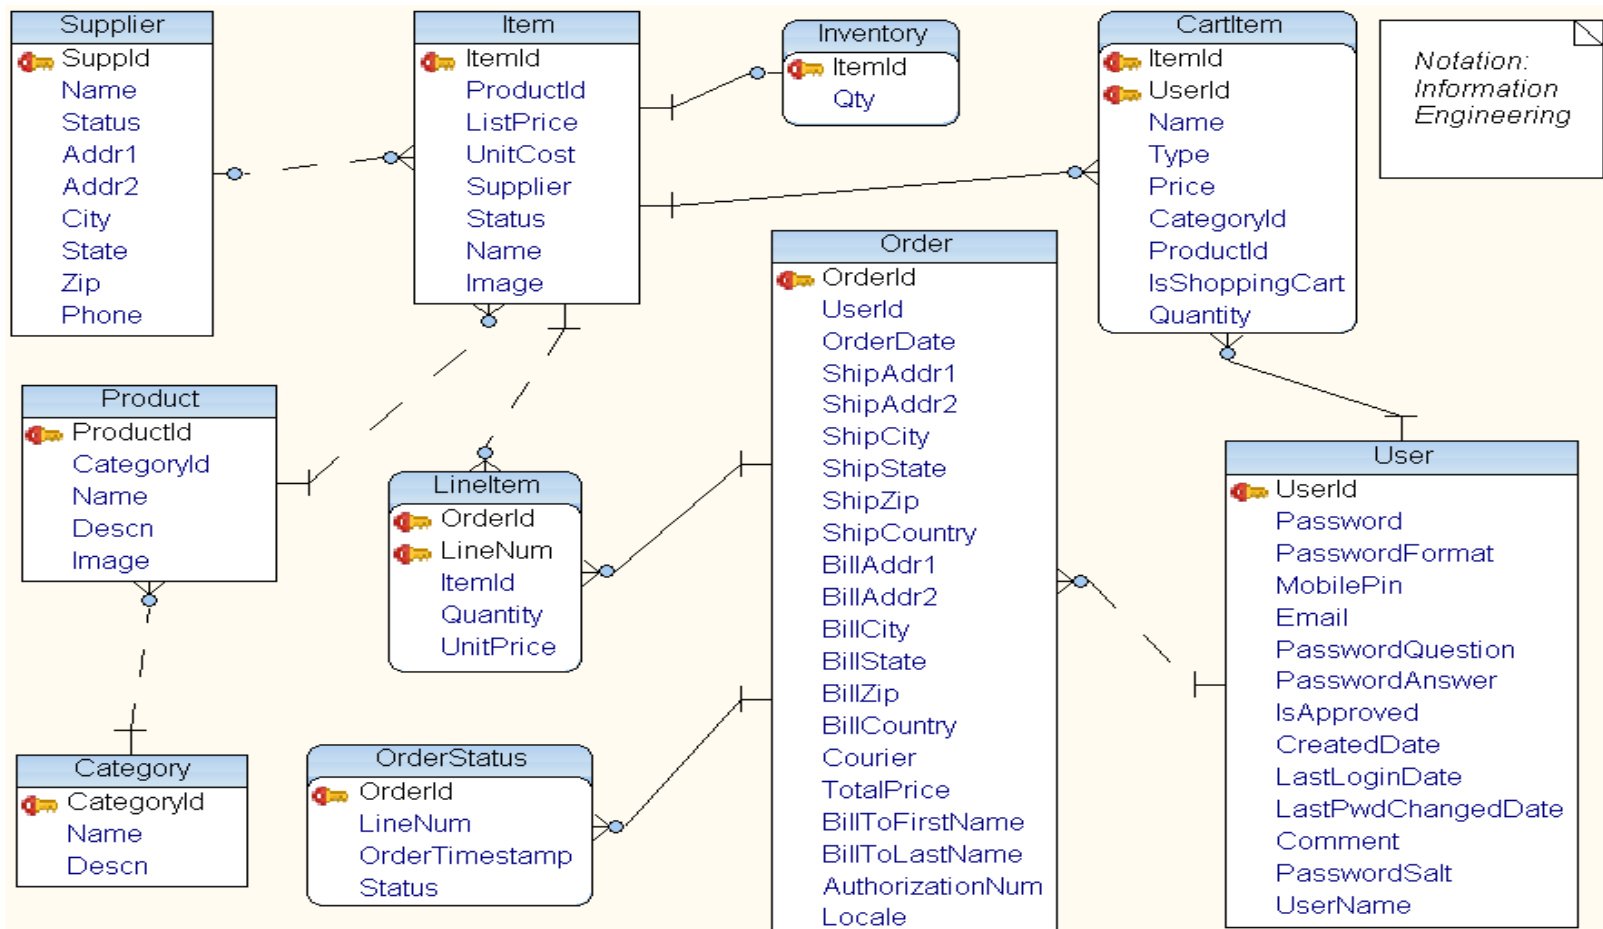 Supplier
SuppId
Name
Status
Addr1
Addr2
City
State
Zip
Phone
Item
ItemId
ProductId
ListPrice
UnitCost
Supplier
Status
Name
Image
Inventory
ItemId
Qty
CartItem
ItemId
UserId
Name
Type
Price
CategoryId
ProductId
IsShoppingCart
Quantity
Notation:
Information
Engineering
Product
ProductId
CategoryId
Name
Descn
Image
LineItem
OrderId
LineNum
ItemId
Quantity
UnitPrice
Order
OrderId
UserId
OrderDate
ShipAddr1
ShipAddr2
ShipCity
ShipState
ShipZip
ShipCountry
BillAddr1
BillAddr2
BillCity
BillState
BillZip
BillCountry
Courier
TotalPrice
BillToFirstName
BillToLastName
AuthorizationNum
Locale
User
UserId
Password
PasswordFormat
MobilePin
Email
PasswordQuestion
PasswordAnswer
IsApproved
CreatedDate
LastLoginDate
LastPwdChangedDate
Comment
PasswordSalt
UserName
Category
CategoryId
Name
Descn
OrderStatus
OrderId
LineNum
OrderTimestamp
Status